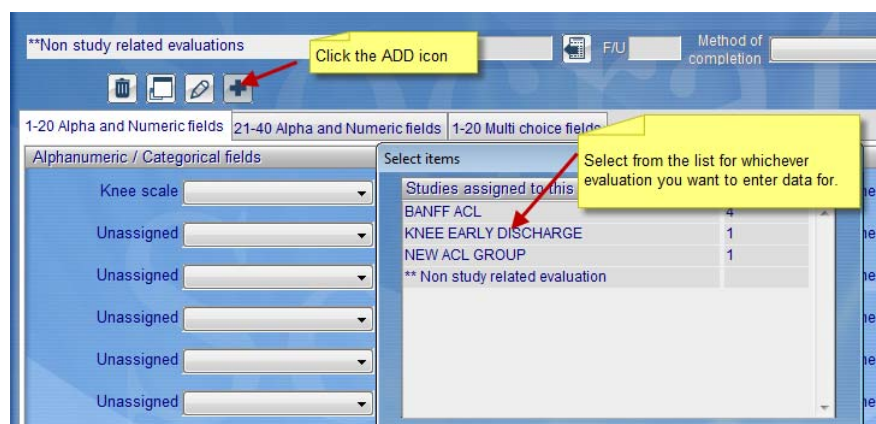 **Non study related evaluations
Click the ADD icon
F/U
Method of
completion
1-20 Alpha and Numeric fields
21-40 Alpha and Numeric fields
1-20 Multi choice fields
Alphanumeric / Categorical fields
Select items
Select from the list for whichever
evaluation you want to enter data for.
Knee scale
Studies assigned to this
BANFF ACL 4
Unassigned
KNEE EARLY DISCHARGE 1
NEW ACL GROUP 1
Unassigned
** Non study related evaluation
Unassigned
Unassigned
Unassigned